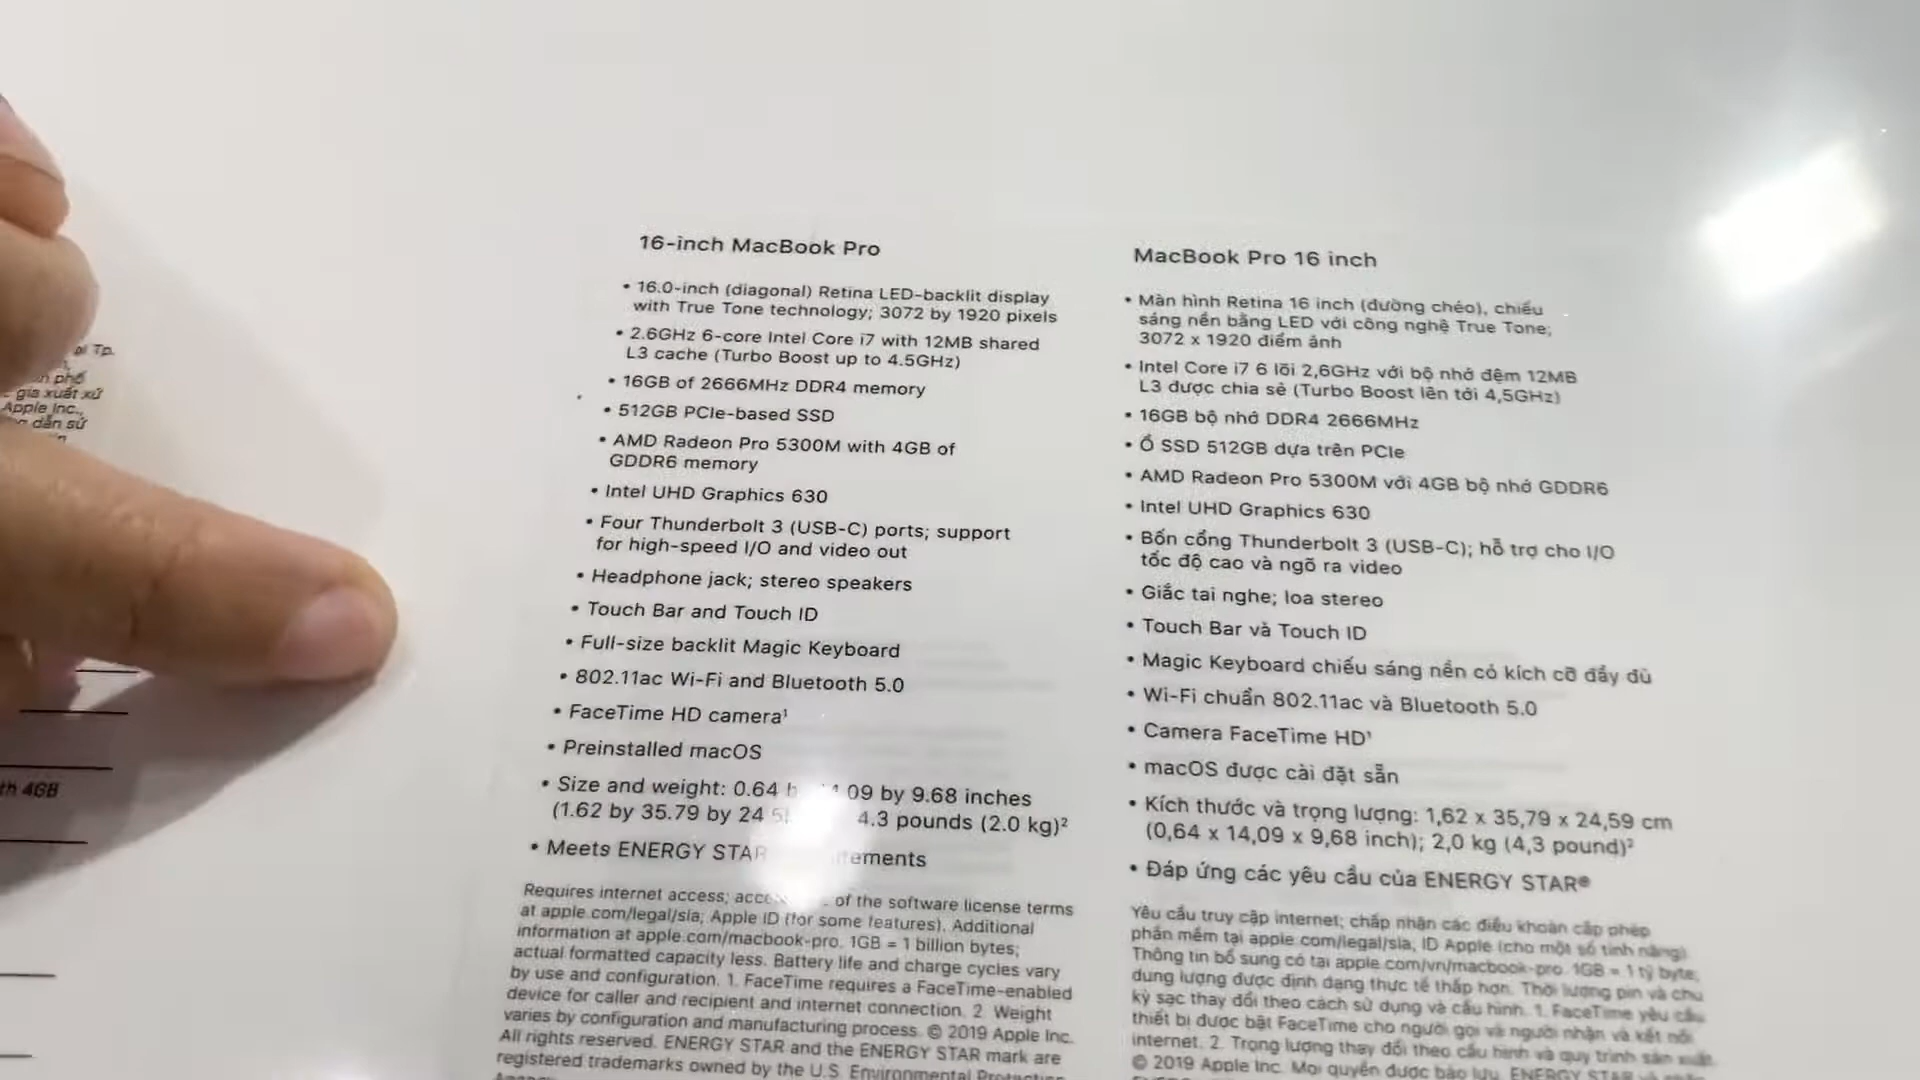 ại Tp.
phố
gia xuất xứ
Apple Inc.,
dẫn sử
4GB
16-inch MacBook Pro
• 16.0-inch (diagonal) Retina LED-backlit display
with True Tone technology; 3072 by 1920 pixels
• 2.6GHz 6-core Intel Core i7 with 12MB shared
L3 cache (Turbo Boost up to 4.5GHz)
• 16GB of 2666MHz DDR4 memory
• 512GB PCIe-based SSD
• AMD Radeon Pro 5300M with 4GB of
GDDR6 memory
• Intel UHD Graphics 630
• Four Thunderbolt 3 (USB-C) ports; support
for high-speed I/O and video out
• Headphone jack; stereo speakers
• Touch Bar and Touch ID
• Full-size backlit Magic Keyboard
• 802.11ac Wi-Fi and Bluetooth 5.0
• FaceTime HD camera¹
• Preinstalled macOS
• Size and weight: 0.64 by 9.68 inches
(1.62 by 35.79 by 4.3 pounds (2.0 kg)²
• Meets ENERGY STAR
Requires internet access; of the software license terms
at apple.com/legal/sla; Apple ID (for some features). Additional
information at apple.com/macbook-pro. 1GB = 1 billion bytes;
actual formatted capacity less. Battery life and charge cycles vary
by use and configuration. 1. FaceTime requires a FaceTime-enabled
device for caller and recipient and internet connection. 2. Weight
varies by configuration and manufacturing process. © 2019 Apple Inc.
All rights reserved. ENERGY STAR and the ENERGY STAR mark are
registered trademarks owned by the U.S. Environmental Protection
MacBook Pro 16 inch
• Màn hình Retina 16 inch (đường chéo), chiếu
sáng nền bằng LED với công nghệ True Tone;
3072 x 1920 điểm ảnh
• Intel Core i7 6 lõi 2,6GHz với bộ nhớ đệm 12MB
L3 được chia sẻ (Turbo Boost lên tới 4,5GHz)
• 16GB bộ nhớ DDR4 2666MHz
• Ổ SSD 512GB dựa trên PCIe
• AMD Radeon Pro 5300M với 4GB bộ nhớ GDDR6
• Intel UHD Graphics 630
• Bốn cổng Thunderbolt 3 (USB-C); hỗ trợ cho I/O
tốc độ cao và ngõ ra video
• Giắc tai nghe; loa stereo
• Touch Bar và Touch ID
• Magic Keyboard chiếu sáng nền có kích cỡ đầy đủ
• Wi-Fi chuẩn 802.11ac và Bluetooth 5.0
• Camera FaceTime HD¹
• macOS được cài đặt sẵn
• Kích thước và trọng lượng: 1,62 x 35,79 x 24,59 cm
(0,64 x 14,09 x 9,68 inch); 2,0 kg (4,3 pound)²
• Đáp ứng các yêu cầu của ENERGY STAR®
Yêu cầu truy cập internet; chấp nhận các điều khoản cấp phép
phần mềm tại apple.com/legal/sla; ID Apple (cho một số tính năng).
Thông tin bổ sung có tại apple.com/vn/macbook-pro. 1GB = 1 tỷ byte;
dung lượng được định dạng thực tế thấp hơn. Thời lượng pin và chu
kỳ sạc thay đổi theo cách sử dụng và cấu hình. 1. FaceTime yêu cầu
thiết bị được bật FaceTime cho người gọi và người nhận và kết nối
internet. 2. Trọng lượng thay đổi theo cấu hình và quy trình sản xuất.
© 2019 Apple Inc. Mọi quyền được bảo lưu. ENERGY STAR và nhãn